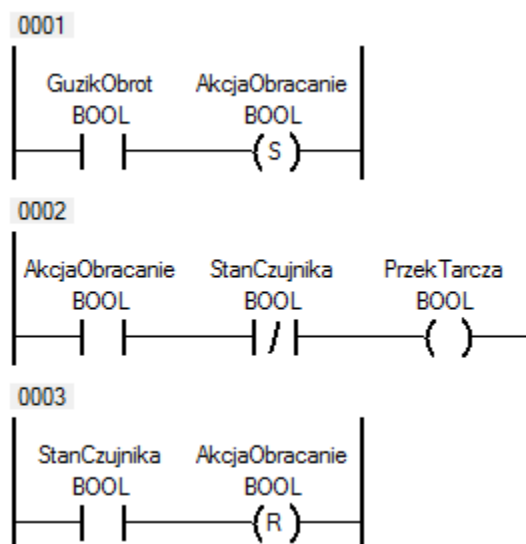 0001
GuzikObrot AkcjaObracanie
BOOL BOOL
S
0002
AkcjaObracanie StanCzujnika PrzekTarcza
BOOL BOOL BOOL
/
0003
StanCzujnika AkcjaObracanie
BOOL BOOL
R